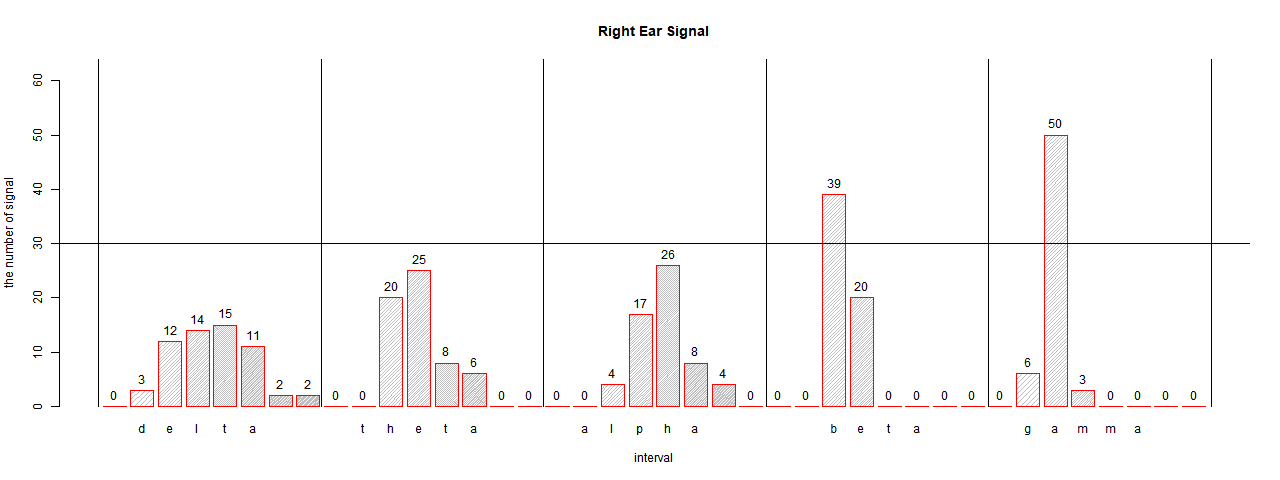 Right Ear Signal
the number of signal
60
50
40
30
20
10
0
0 3 12 14 15 11 2 2 0 0 20 25 8 6 0 0 0 0 4 17 26 8 4 0 0 0 39 20 0 0 0 0 0 6 50 3 0 0 0 0
d e l t a t h e t a a l p h a b e t a g a m m a
interval